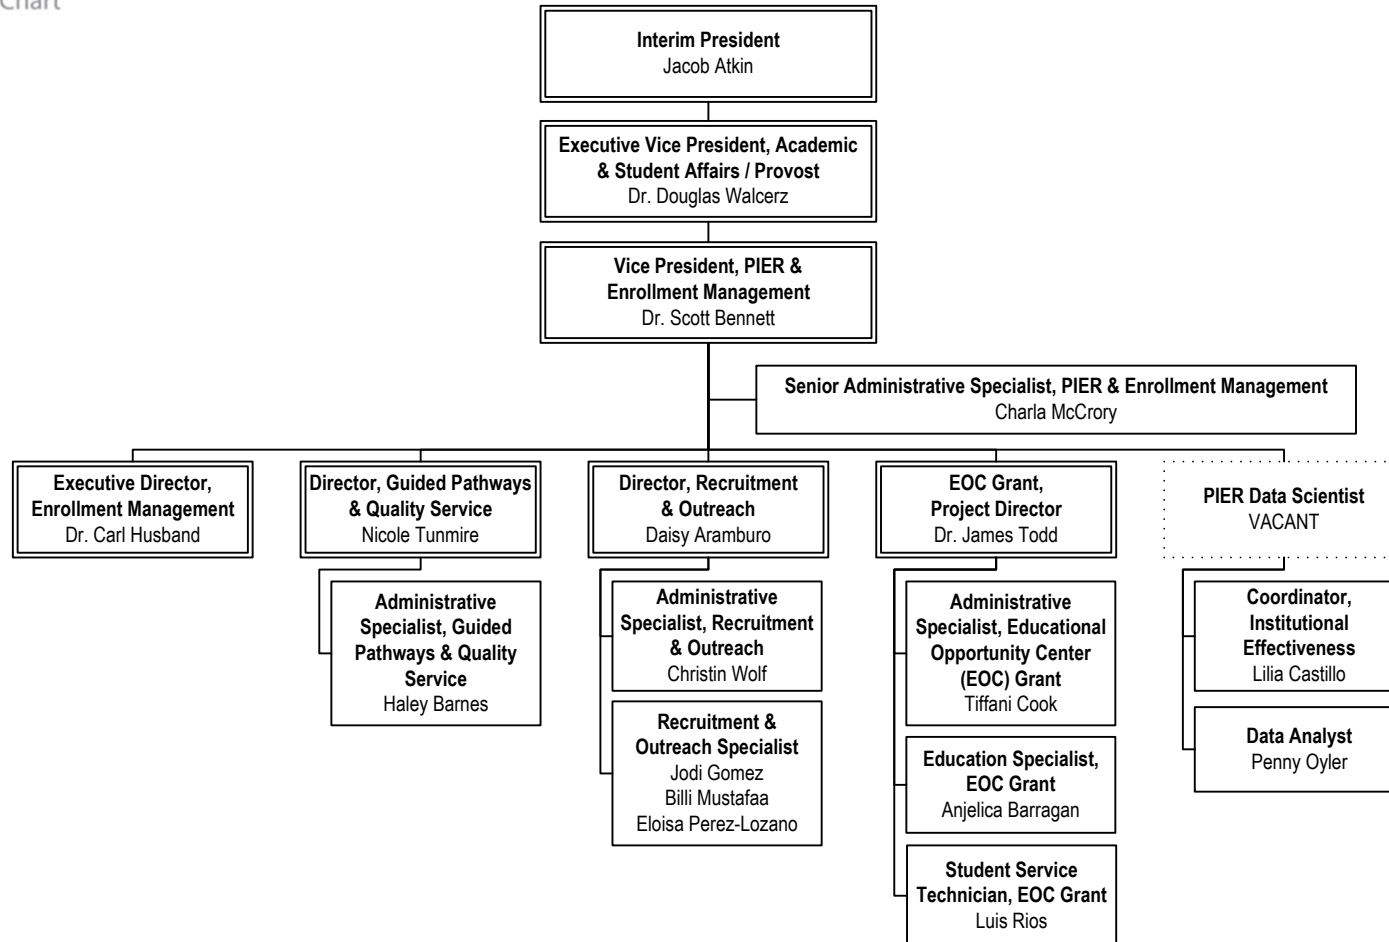 Chart
Interim President
Jacob Atkin
Executive Vice President, Academic
& Student Affairs / Provost
Dr. Douglas Walcerz
Vice President, PIER &
Enrollment Management
Dr. Scott Bennett
Senior Administrative Specialist, PIER & Enrollment Management
Charla McCrory
Executive Director,
Enrollment Management
Dr. Carl Husband
Director, Guided Pathways
& Quality Service
Nicole Tunmire
Director, Recruitment
& Outreach
Daisy Aramburo
EOC Grant,
Project Director
Dr. James Todd
PIER Data Scientist
VACANT
Administrative
Specialist, Guided
Pathways & Quality
Service
Haley Barnes
Administrative
Specialist, Recruitment
& Outreach
Christin Wolf
Recruitment &
Outreach Specialist
Jodi Gomez
Billi Mustafaa
Eloisa Perez-Lozano
Administrative
Specialist, Educational
Opportunity Center
(EOC) Grant
Tiffani Cook
Education Specialist,
EOC Grant
Anjelica Barragan
Student Service
Technician, EOC Grant
Luis Rios
Coordinator,
Institutional
Effectiveness
Lilia Castillo
Data Analyst
Penny Oyler